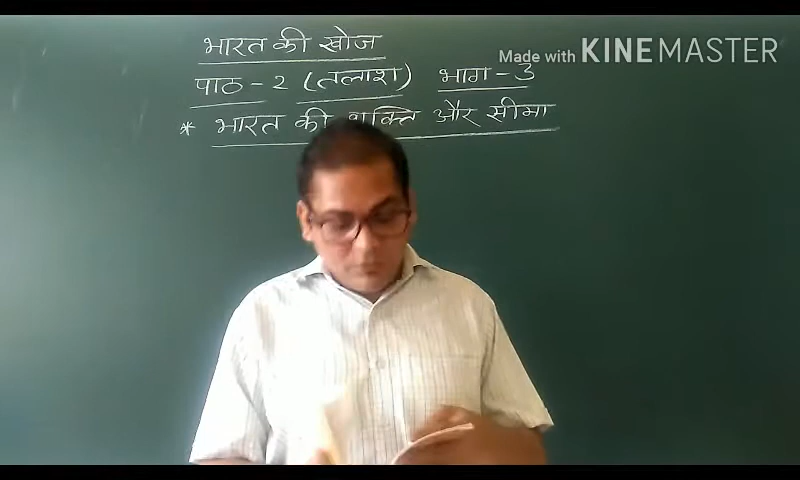 भारत की खोज
Made with KINEMASTER
पाठ - 2 (तलाश) भाग - 3
* भारत की शक्ति और सीमा